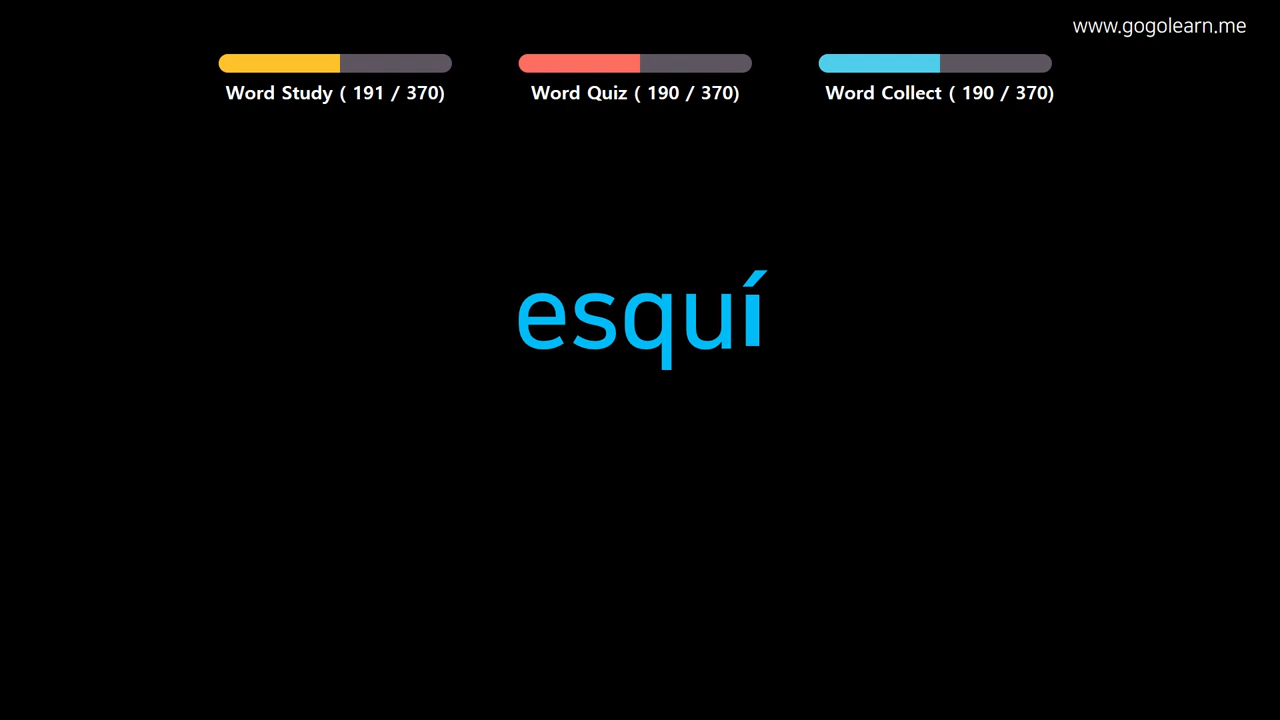 www.gogolearn.me
Word Study ( 191 / 370)
Word Quiz ( 190 / 370)
Word Collect ( 190 / 370)
esquí